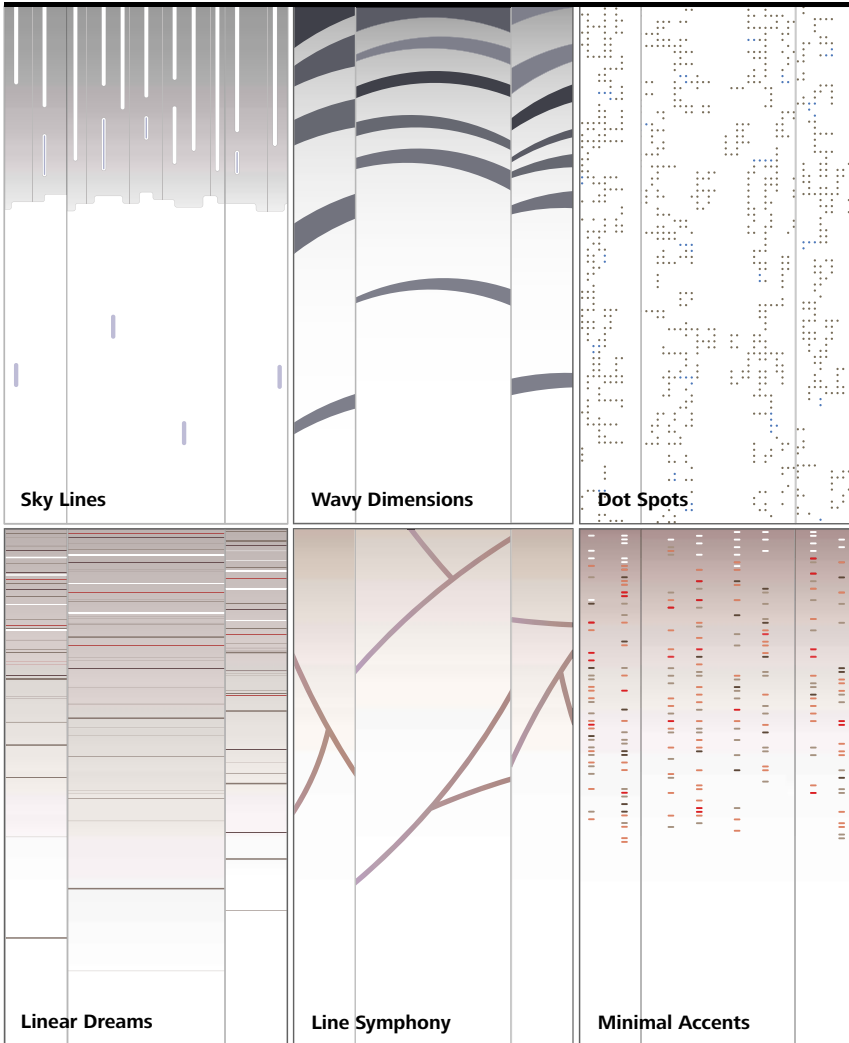 Sky Lines
Wavy Dimensions
Dot Spots
Linear Dreams
Line Symphony
Minimal Accents